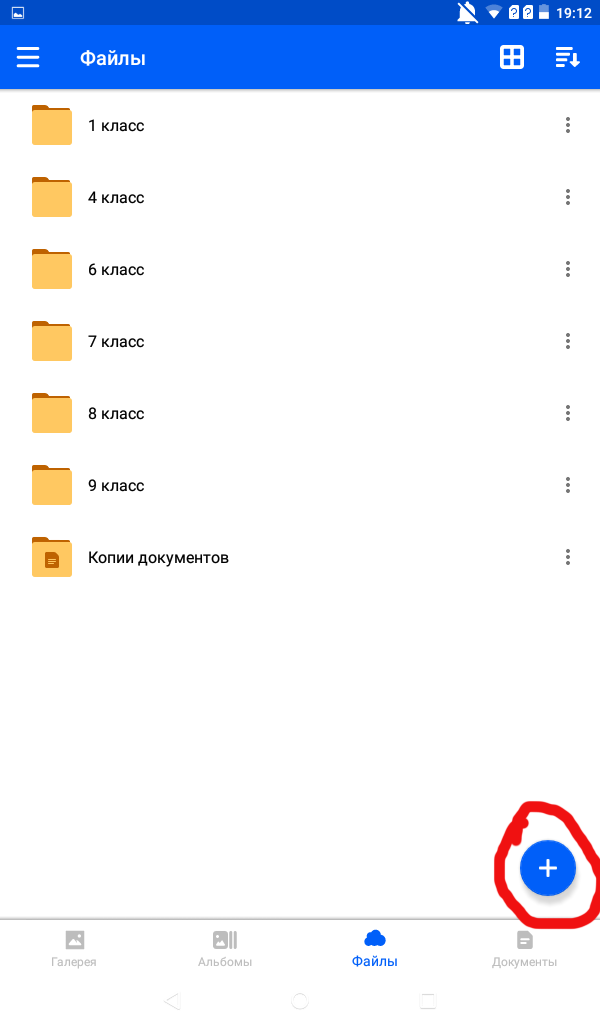 19:12
Файлы
1 класс
4 класс
6 класс
7 класс
8 класс
9 класс
Копии документов
Галерея
Альбомы
Файлы
Документы